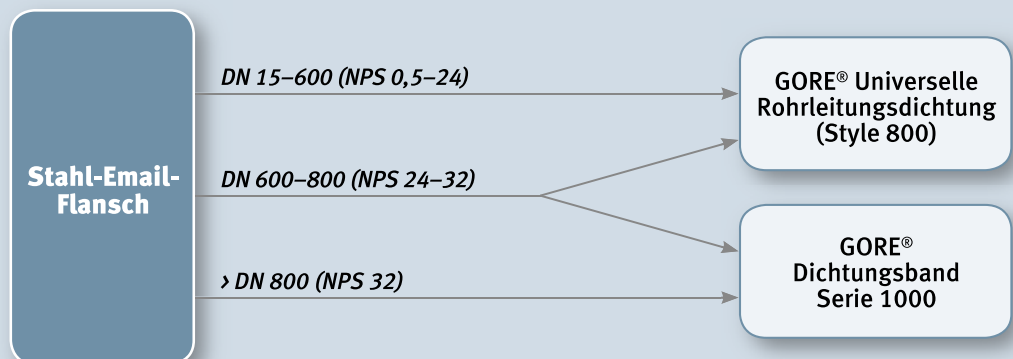 Stahl-Email-
Flansch
DN 15–600 (NPS 0,5–24)
DN 600–800 (NPS 24–32)
> DN 800 (NPS 32)
GORE® Universelle
Rohrleitungsdichtung
(Style 800)
GORE®
Dichtungsband
Serie 1000